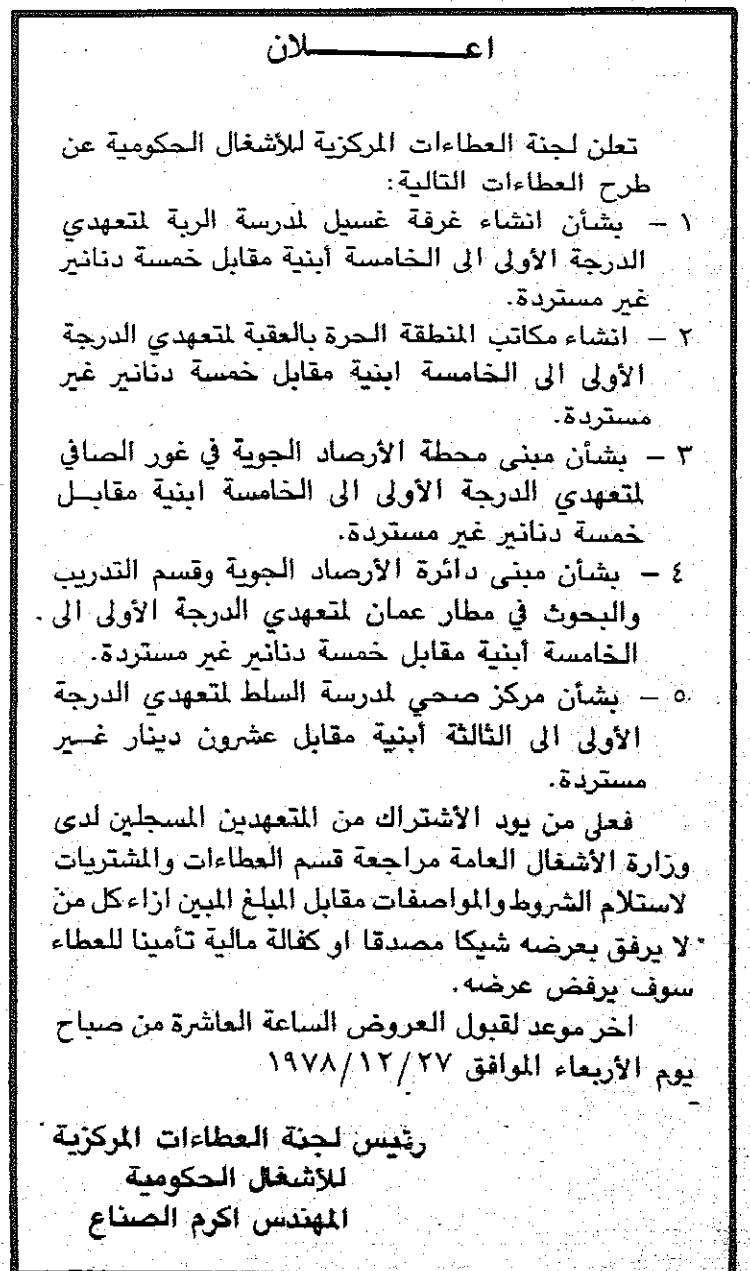 اعـــــــــلان
تعلن لجنة العطاءات المركزية للأشغال الحكومية عن
طرح العطاءات التالية:
١ – بشأن انشاء غرفة غسيل لمدرسة الربة لمتعهدي
الدرجة الأولى الى الخامسة أبنية مقابل خمسة دنانير
غير مستردة.
٢ – انشاء مكاتب المنطقة الحرة بالعقبة لمتعهدي الدرجة
الأولى الى الخامسة ابنية مقابل خمسة دنانير غير
مستردة.
٣ – بشأن مبنى محطة الأرصاد الجوية في غور الصافي
لمتعهدي الدرجة الأولى الى الخامسة ابنية مقابــل
خمسة دنانير غير مستردة.
٤ – بشأن مبنى دائرة الأرصاد الجوية وقسم التدريب
والبحوث في مطار عمان لمتعهدي الدرجة الأولى الى
الخامسة أبنية مقابل خمسة دنانير غير مستردة.
٥ – بشأن مركز صحي لمدرسة السلط لمتعهدي الدرجة
الأولى الى الثالثة أبنية مقابل عشرون دينار غــير
مستردة.
فعلى من يود الأشتراك من المتعهدين المسجلين لدى
وزارة الأشغال العامة مراجعة قسم العطاءات والمشتريات
لاستلام الشروط والمواصفات مقابل المبلغ المبين ازاء كل من
لا يرفق بعرضه شيكا مصدقا او كفالة مالية تأمينا للعطاء
سوف يرفض عرضه.
اخر موعد لقبول العروض الساعة العاشرة من صباح
يوم الأربعاء الموافق ١٩٧٨/١٢/٢٧
رئيس لجنة العطاءات المركزية
للأشغال الحكومية
المهندس اكرم الصناع